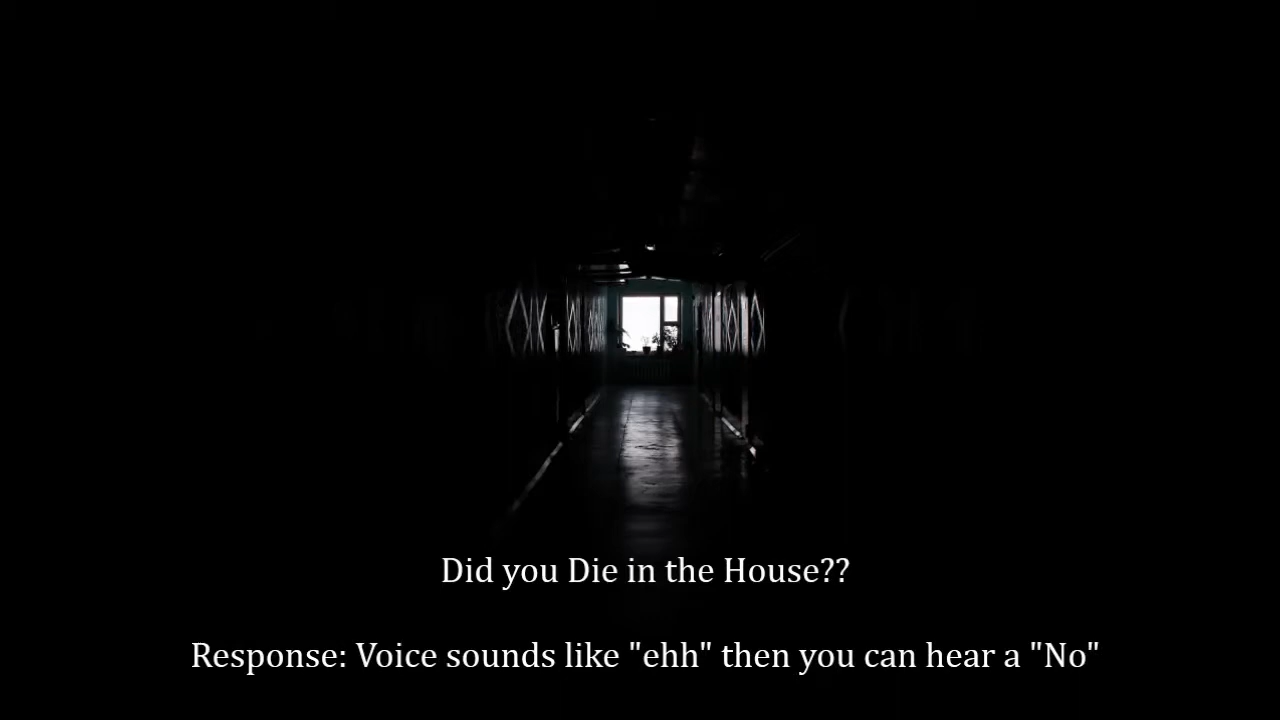 Did you Die in the House??
Response: Voice sounds like "ehh" then you can hear a "No"